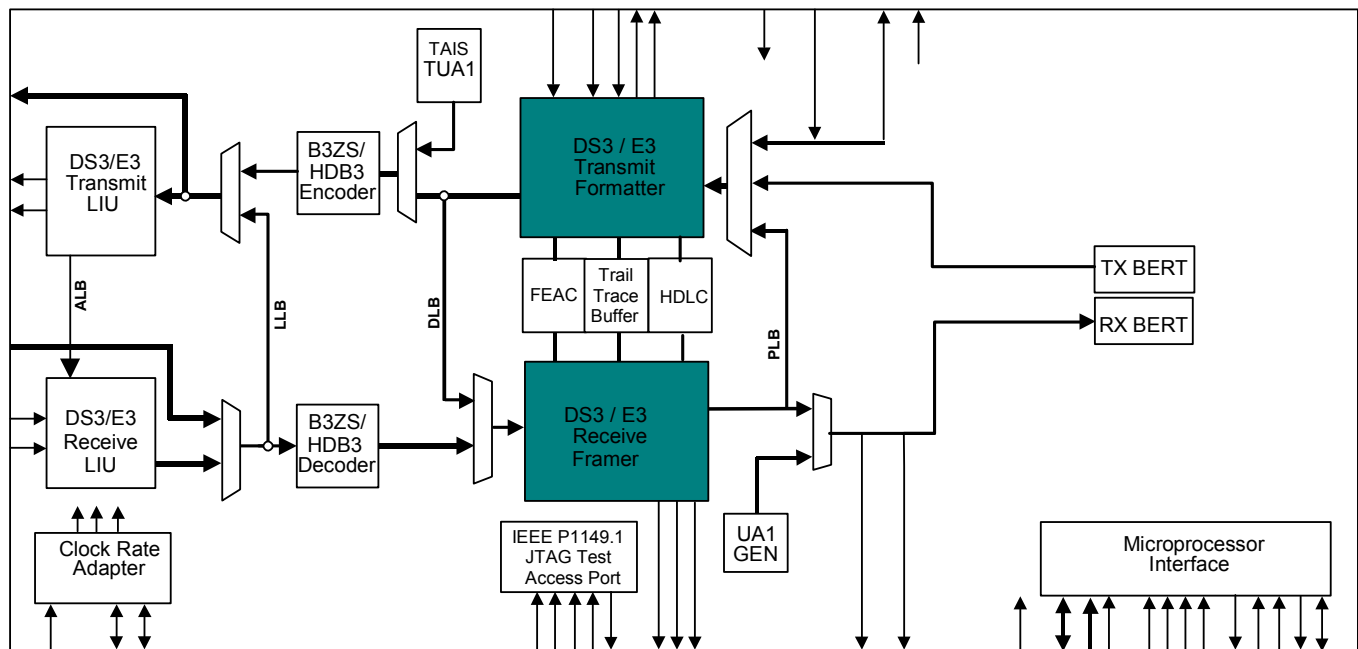 TAIS
TUA1
DS3/E3
Transmit
LIU
B3ZS/
HDB3
Encoder
DS3 / E3
Transmit
Formatter
ALB
LLB
DLB
FEAC
Trail
Trace
Buffer
HDLC
PLB
TX BERT
RX BERT
DS3/E3
Receive
LIU
B3ZS/
HDB3
Decoder
DS3 / E3
Receive
Framer
Clock Rate
Adapter
IEEE P1149.1
JTAG Test
Access Port
UA1
GEN
Microprocessor
Interface